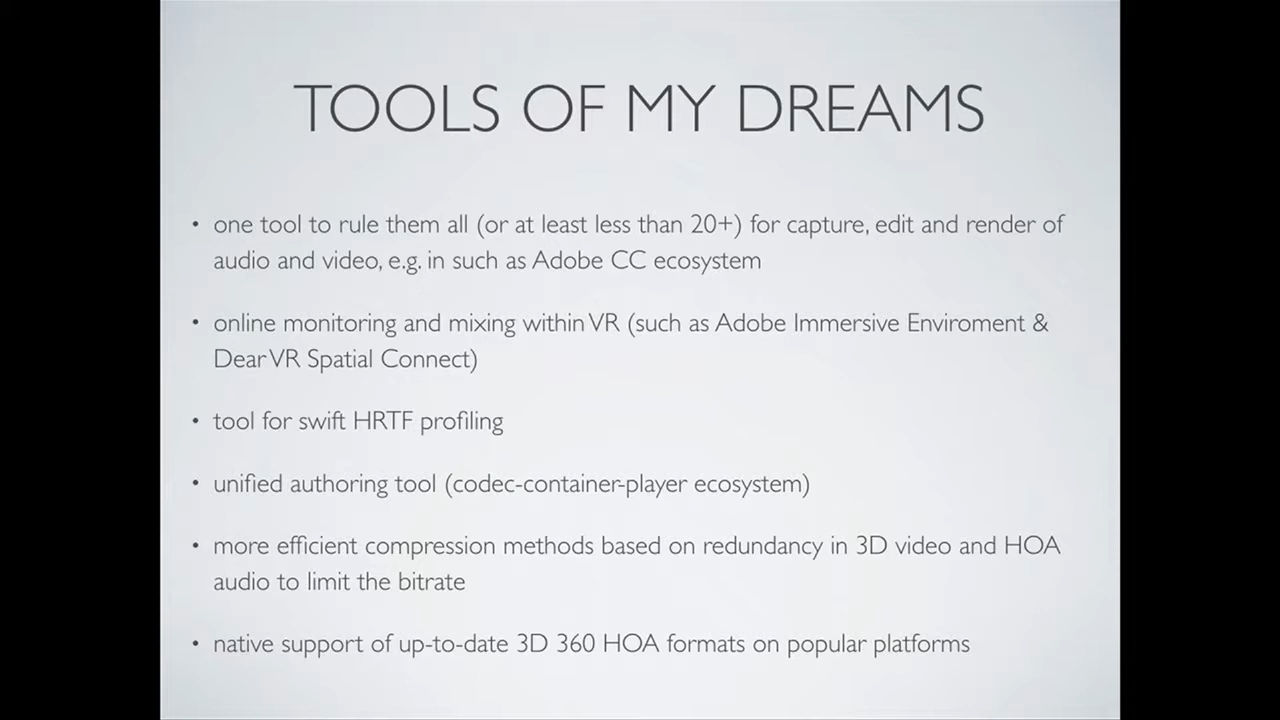 TOOLS OF MY DREAMS
• one tool to rule them all (or at least less than 20+) for capture, edit and render of
audio and video, e.g. in such as Adobe CC ecosystem
• online monitoring and mixing within VR (such as Adobe Immersive Enviroment &
Dear VR Spatial Connect)
• tool for swift HRTF profiling
• unified authoring tool (codec-container-player ecosystem)
• more efficient compression methods based on redundancy in 3D video and HOA
audio to limit the bitrate
• native support of up-to-date 3D 360 HOA formats on popular platforms